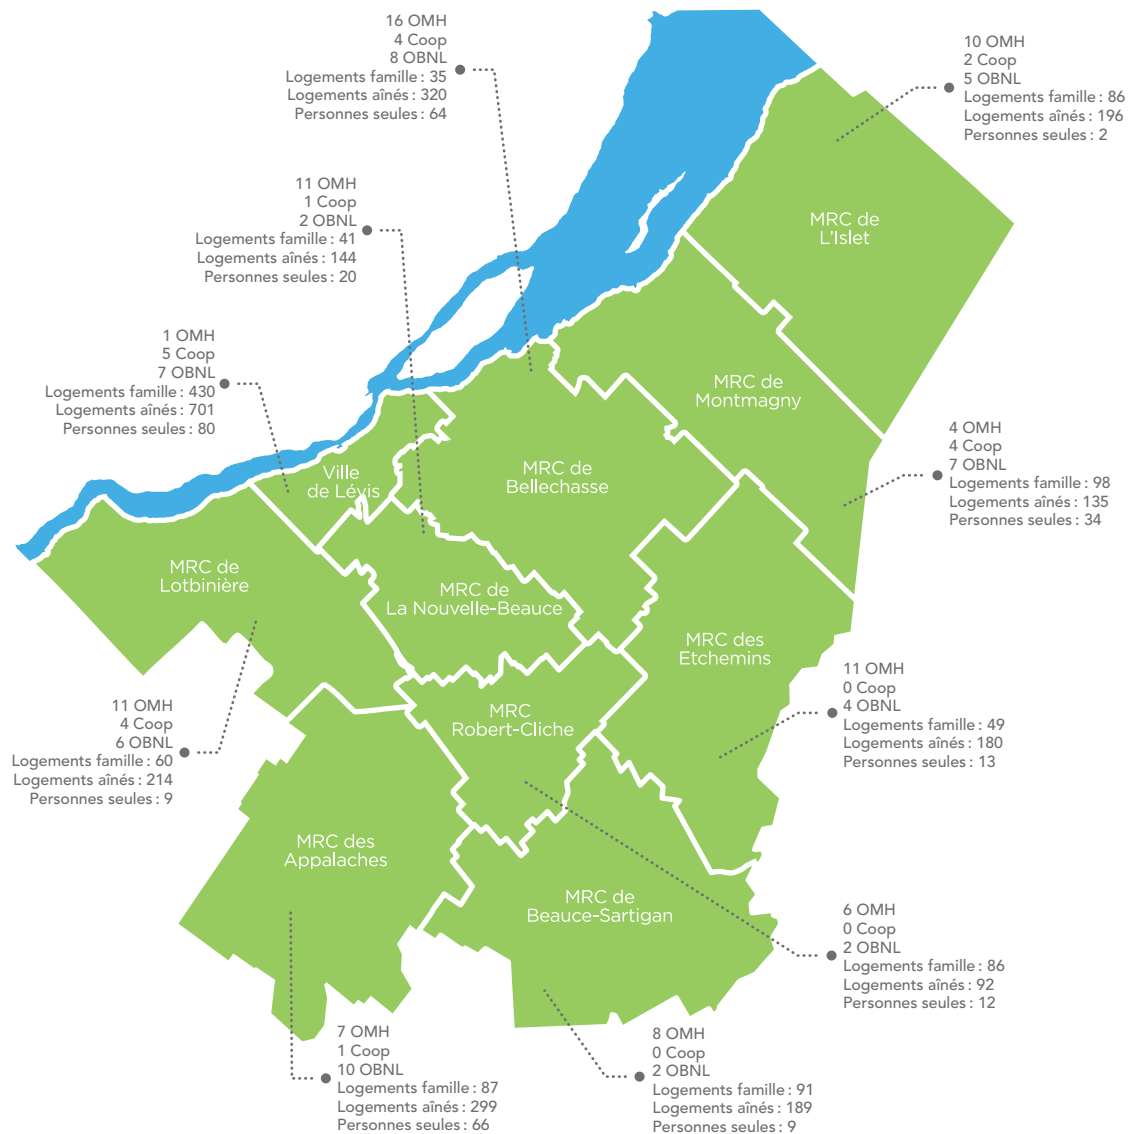 16 OMH
4 Coop
8 OBNL
Logements famille : 35
Logements aînés : 320
Personnes seules : 64
10 OMH
2 Coop
5 OBNL
Logements famille : 86
Logements aînés : 196
Personnes seules : 2
11 OMH
1 Coop
2 OBNL
Logements famille : 41
Logements aînés : 144
Personnes seules : 20
MRC de
L'Islet
1 OMH
5 Coop
7 OBNL
Logements famille : 430
Logements aînés : 701
Personnes seules : 80
MRC de
Montmagny
4 OMH
4 Coop
7 OBNL
Logements famille : 98
Logements aînés : 135
Personnes seules : 34
Ville
de Lévis
MRC de
Bellechasse
MRC de
Lotbinière
MRC de
La Nouvelle-Beauce
MRC des
Etchemins
11 OMH
0 Coop
4 OBNL
Logements famille : 49
Logements aînés : 180
Personnes seules : 13
11 OMH
4 Coop
6 OBNL
Logements famille : 60
Logements aînés : 214
Personnes seules : 9
MRC
Robert-Cliche
MRC des
Appalaches
MRC de
Beauce-Sartigan
6 OMH
0 Coop
2 OBNL
Logements famille : 86
Logements aînés : 92
Personnes seules : 12
7 OMH
1 Coop
10 OBNL
Logements famille : 87
Logements aînés : 299
Personnes seules : 66
8 OMH
0 Coop
2 OBNL
Logements famille : 91
Logements aînés : 189
Personnes seules : 9